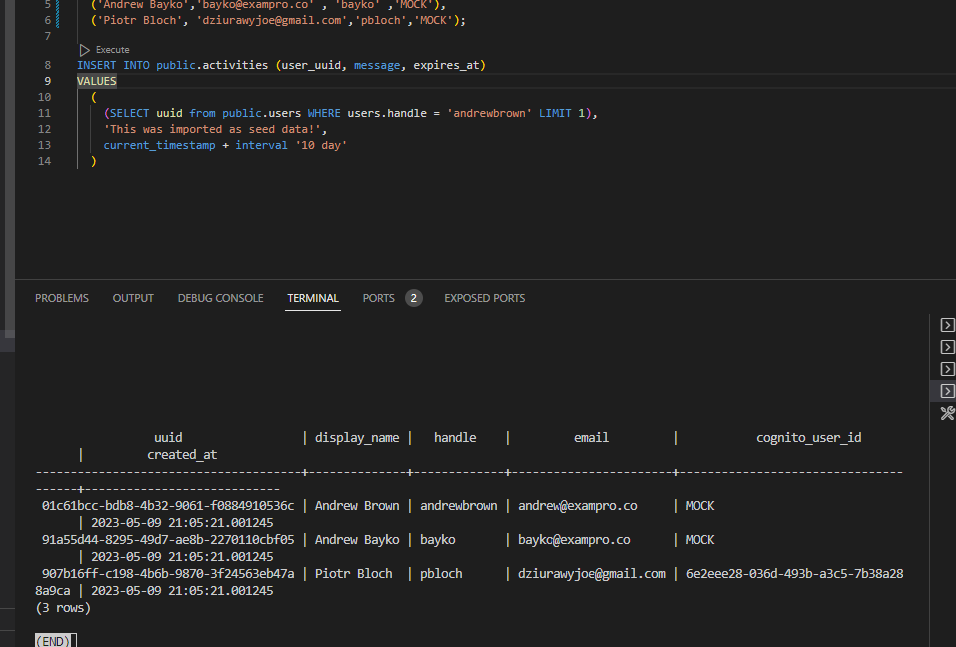 5 ('Andrew Bayko','bayko@exampro.co' , 'bayko' ,'MOCK'),
6 ('Piotr Bloch', 'dziurawyjoe@gmail.com','pbloch','MOCK');
7
Execute
8 INSERT INTO public.activities (user_uuid, message, expires_at)
9 VALUES
10 (
11 (SELECT uuid from public.users WHERE users.handle = 'andrewbrown' LIMIT 1),
12 'This was imported as seed data!',
13 current_timestamp + interval '10 day'
14 )
PROBLEMS OUTPUT DEBUG CONSOLE TERMINAL PORTS 2 EXPOSED PORTS
uuid | display_name | handle | email | cognito_user_id
| created_at
--------------------------------------+--------------+-------------+-----------------------+--------------------------------
------+----------------------------
01c61bcc-bdb8-4b32-9061-f0884910536c | Andrew Brown | andrewbrown | andrew@exampro.co | MOCK
| 2023-05-09 21:05:21.001245
91a55d44-8295-49d7-ae8b-2270110cbf05 | Andrew Bayko | bayko | bayko@exampro.co | MOCK
| 2023-05-09 21:05:21.001245
907b16ff-c198-4b6b-9870-3f24563eb47a | Piotr Bloch | pbloch | dziurawyjoe@gmail.com | 6e2eee28-036d-493b-a3c5-7b38a28
8a9ca | 2023-05-09 21:05:21.001245
(3 rows)
(END)